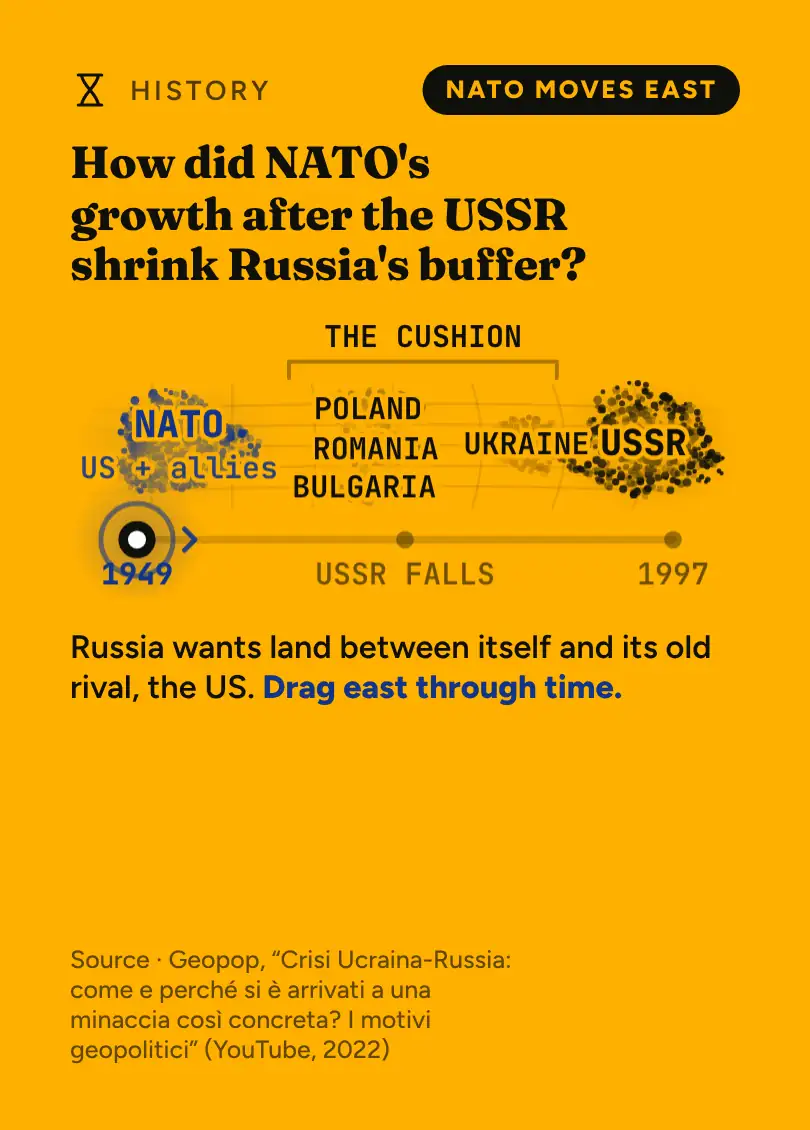 HISTORY
NATO MOVES EAST
How did NATO's
growth after the USSR
shrink Russia's buffer?
THE CUSHION
NATO
US + allies
POLAND
ROMANIA
BULGARIA
UKRAINE
USSR
1949
USSR FALLS
1997
Russia wants land between itself and its old
rival, the US. Drag east through time.
Source · Geopop, “Crisi Ucraina-Russia:
come e perché si è arrivati a una
minaccia così concreta? I motivi
geopolitici” (YouTube, 2022)